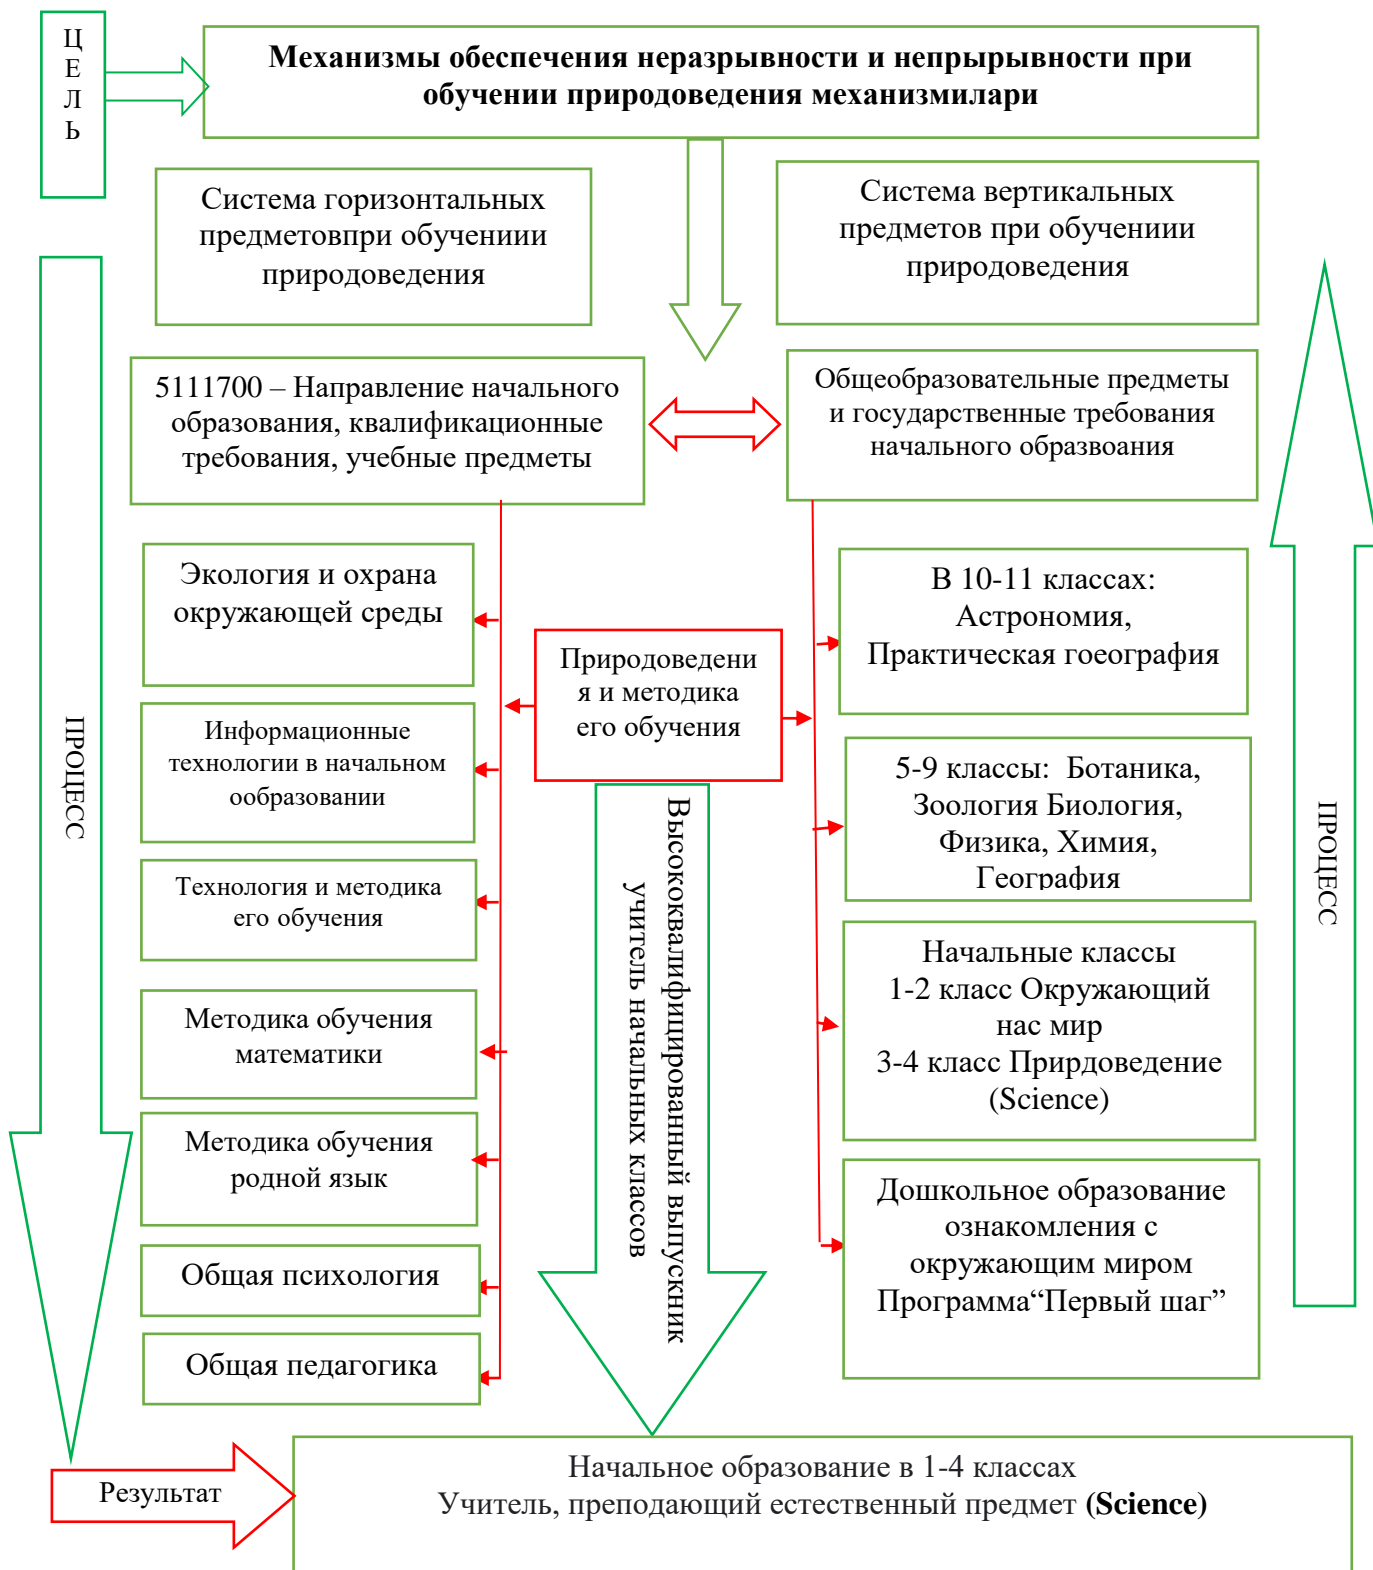 ЦЕЛЬ
Механизмы обеспечения неразрывности и непрырывности при
обучении природоведения механизмилари
Система горизонтальных
предметовпри обучениии
природоведения
Система вертикальных
предметов при обучениии
природоведения
5111700 – Направление начального
образования, квалификационные
требования, учебные предметы
Общеобразовательные предметы
и государственные требования
начального образвоания
ПРОЦЕСС
Экология и охрана
окружающей среды
Информационные
технологии в начальном
ообразовании
Технология и методика
его обучения
Методика обучения
математики
Методика обучения
родной язык
Общая психология
Общая педагогика
Природоведени
я и методика
его обучения
Высококвалифицированный выпускник
учитель начальных классов
В 10-11 классах:
Астрономия,
Практическая гоеография
5-9 классы: Ботаника,
Зоология Биология,
Физика, Химия,
География
Начальные классы
1-2 класс Окружающий
нас мир
3-4 класс Прирдоведение
(Science)
Дошкольное образование
ознакомления с
окружающим миром
Программа“Первый шаг”
ПРОЦЕСС
Результат
Начальное образование в 1-4 классах
Учитель, преподающий естественный предмет (Science)